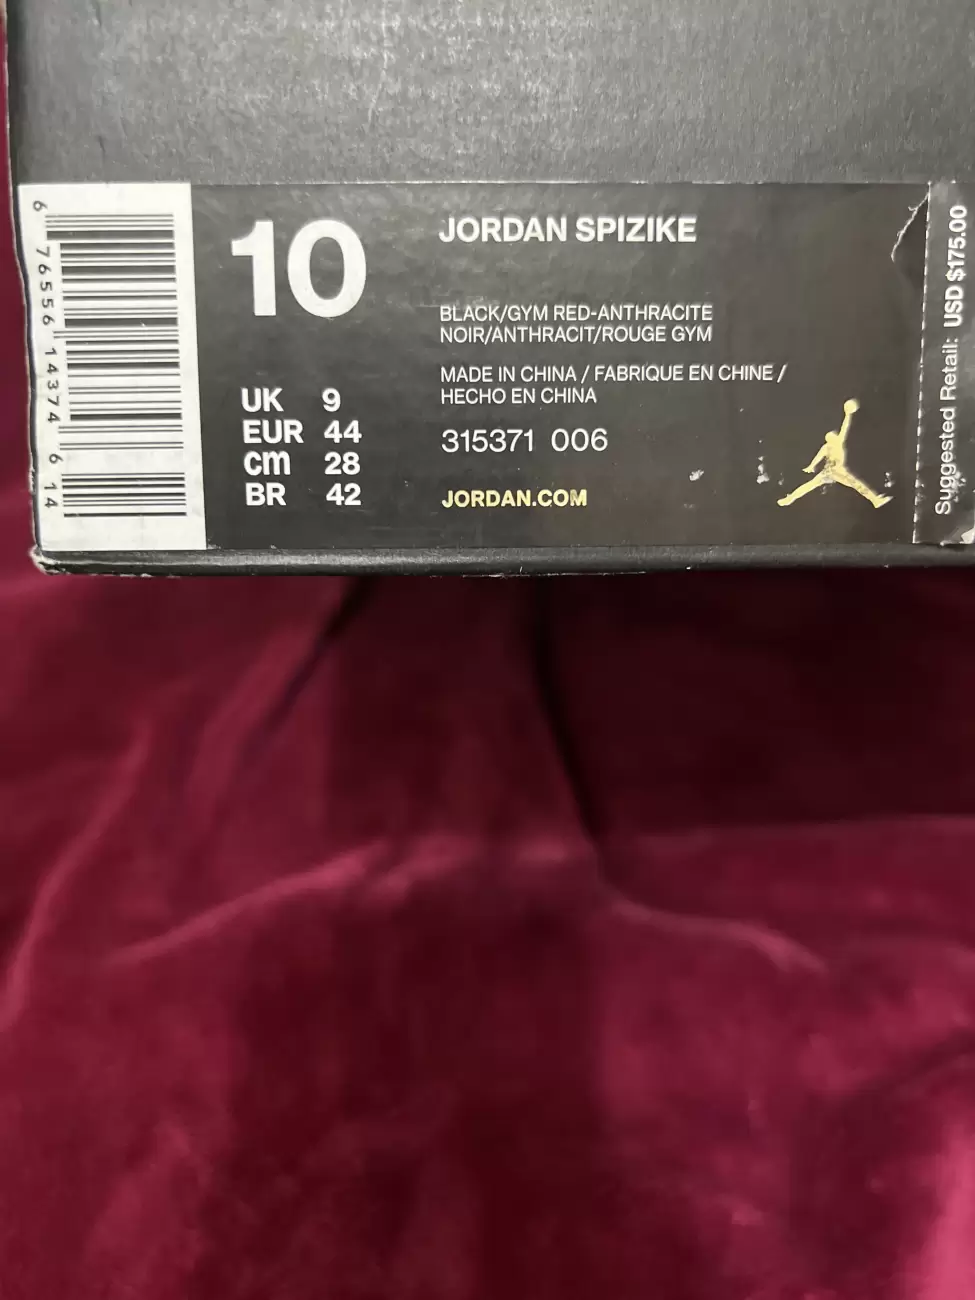 6 76556 14374 6 14
10
UK 9
EUR 44
cm 28
BR 42
JORDAN SPIZIKE
BLACK/GYM RED-ANTHRACITE
NOIR/ANTHRACIT/ROUGE GYM
MADE IN CHINA / FABRIQUE EN CHINE /
HECHO EN CHINA
315371 006
JORDAN.COM
Suggested Retail: USD $175.00